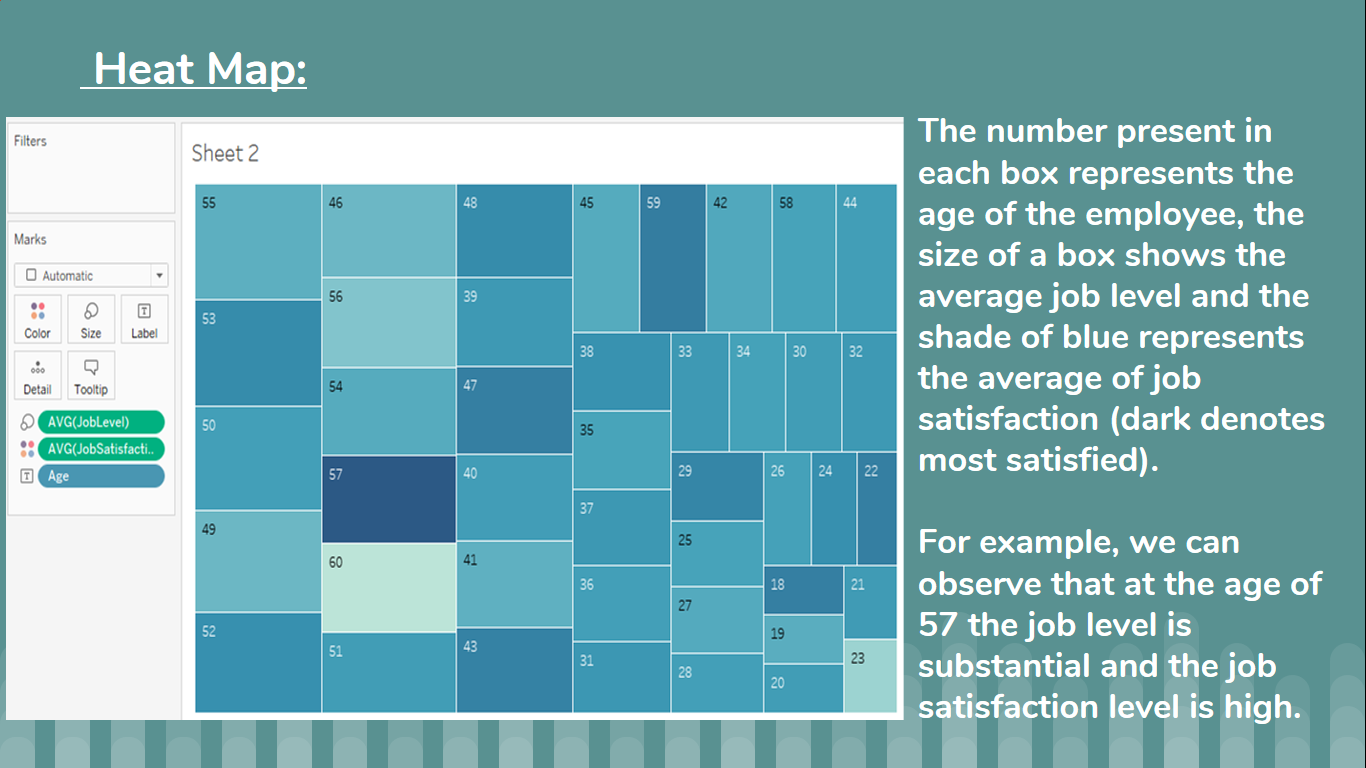 Heat Map:
Filters
Marks
Automatic
Color
Size
Label
Detail
Tooltip
AVG(JobLevel)
AVG(JobSatisfacti..
Age
Sheet 2
55
53
50
49
52
46
56
54
57
60
51
48
39
47
40
41
43
45
59
42
58
44
38
35
37
36
31
33
34
30
32
29
25
27
28
26
24
22
18
19
20
21
23
The number present in
each box represents the
age of the employee, the
size of a box shows the
average job level and the
shade of blue represents
the average of job
satisfaction (dark denotes
most satisfied).
For example, we can
observe that at the age of
57 the job level is
substantial and the job
satisfaction level is high.